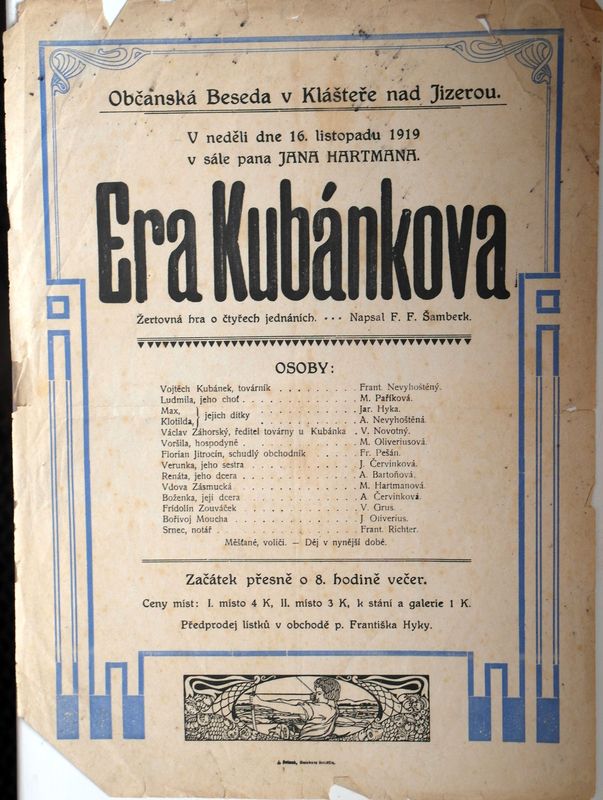 Občanská Beseda v Klášteře nad Jizerou.
V neděli dne 16. listopadu 1919
v sále pana JANA HARTMANA.
Era Kubánkova
Žertovná hra o čtyřech jednáních. ••• Napsal F. F. Šamberk.
OSOBY:
Vojtěch Kubánek, továrník . . . . . . . . . Frant. Nevyhoštěný.
Ludmila, jeho choť . . . . . . . . . . . . . M. Paříková.
Max, } jejich dítky . . . . . . . . . . . . . Jar. Hyka.
Klotilda, } . . . . . . . . . . . . . A. Nevyhoštěná.
Václav Záhorský, ředitel továrny u Kubánka . V. Novotný.
Voršila, hospodyně . . . . . . . . . . . . . M. Oliveriusová.
Florian Jitrocín, schudlý obchodník . . . . . Fr. Pešán.
Verunka, jeho sestra . . . . . . . . . . . . J. Červinková.
Renáta, jeho dcera . . . . . . . . . . . . . A. Bartoňová.
Vdova Zásmucká . . . . . . . . . . . . . M. Hartmanová.
Boženka, její dcera . . . . . . . . . . . . . A Červinková.
Fridolín Zouváček . . . . . . . . . . . . . V. Grus.
Bořivoj Moucha . . . . . . . . . . . . . J Oliverius.
Srnec, notář . . . . . . . . . . . . . Frant. Richter.
Měšťané, voliči. — Děj v nynější době.
Začátek přesně o 8. hodině večer.
Ceny míst: I. místo 4 K, II. místo 3 K, k stání a galerie 1 K.
Předprodej lístků v obchodě p. Františka Hyky.